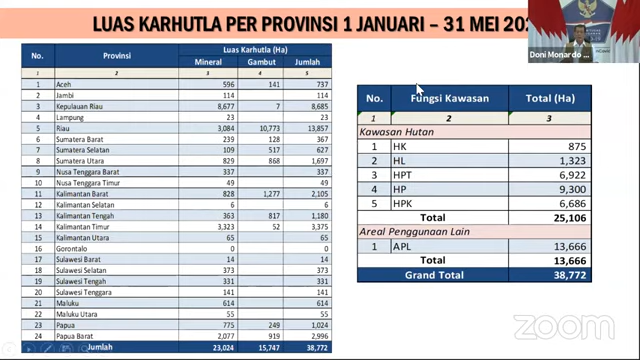 LUAS KARHUTLA PER PROVINSI 1 JANUARI – 31 MEI
Doni Monardo
No. Provinsi Luas Karhutla (Ha)
Mineral Gambut Jumlah
1 2 3 4 5
1 Aceh 596 141 737
2 Jambi 114 114
3 Kepulauan Riau 8,677 7 8,685
4 Lampung 23 23
5 Riau 3,084 10,773 13,857
6 Sumatera Barat 239 128 367
7 Sumatera Selatan 109 517 627
8 Sumatera Utara 829 868 1,697
9 Nusa Tenggara Barat 337 337
10 Nusa Tenggara Timur 49 49
11 Kalimantan Barat 828 1,277 2,105
12 Kalimantan Selatan 6 6
13 Kalimantan Tengah 363 817 1,180
14 Kalimantan Timur 3,323 52 3,375
15 Kalimantan Utara 65 65
16 Gorontalo 0 0
17 Sulawesi Barat 14 14
18 Sulawesi Selatan 373 373
19 Sulawesi Tengah 331 331
20 Sulawesi Tenggara 141 141
21 Maluku 614 614
22 Maluku Utara 55 55
23 Papua 775 249 1,024
24 Papua Barat 2,077 919 2,996
Jumlah 23,024 15,747 38,772
No. Fungsi Kawasan Total (Ha)
1 2 3
Kawasan Hutan
1 HK 875
2 HL 1,323
3 HPT 6,922
4 HP 9,300
5 HPK 6,686
Total 25,106
Areal Penggunaan Lain
1 APL 13,666
Total 13,666
Grand Total 38,772
zoom